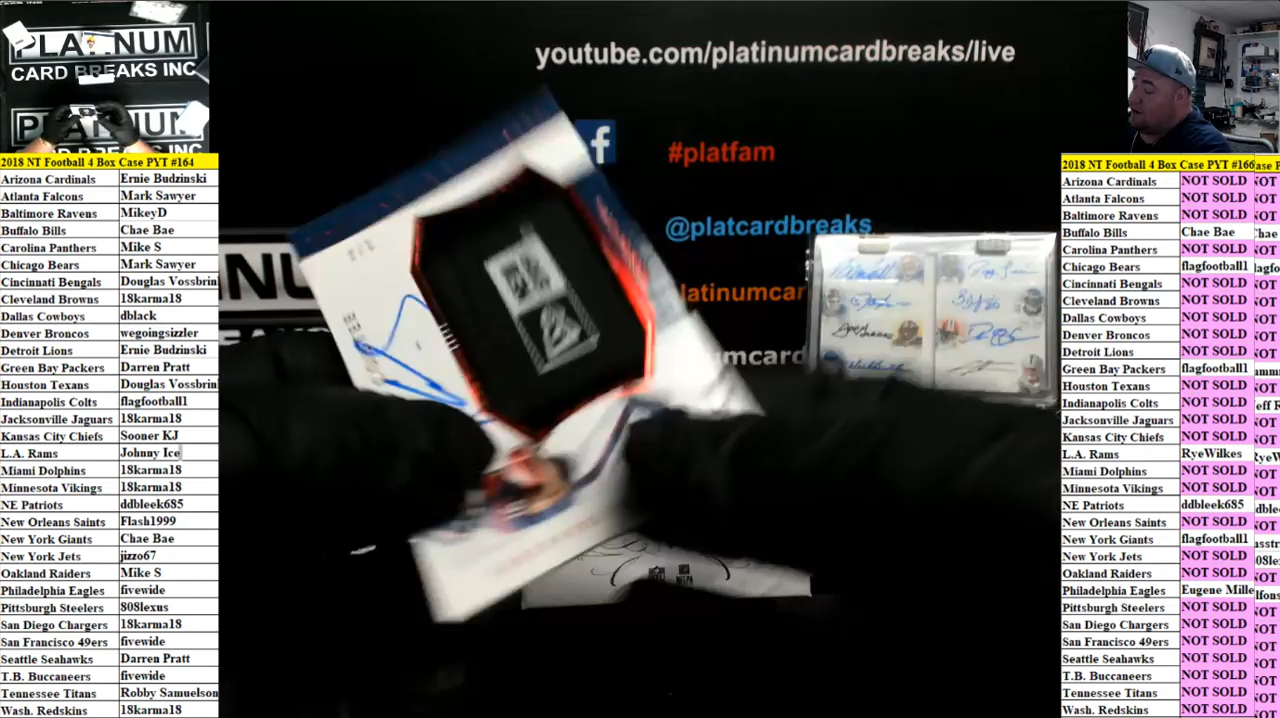 PLATINUM
CARD BREAKS INC
PLATINUM
2018 NT Football 4 Box Case PYT #164
Arizona Cardinals Ernie Budzinski
Atlanta Falcons Mark Sawyer
Baltimore Ravens MikeyD
Buffalo Bills Chae Bae
Carolina Panthers Mike S
Chicago Bears Mark Sawyer
Cincinnati Bengals Douglas Vossbrin
Cleveland Browns 18karma18
Dallas Cowboys dblack
Denver Broncos wegoingsizzler
Detroit Lions Ernie Budzinski
Green Bay Packers Darren Pratt
Houston Texans Douglas Vossbrin
Indianapolis Colts flagfootball1
Jacksonville Jaguars 18karma18
Kansas City Chiefs Sooner KJ
L.A. Rams Johnny Ice
Miami Dolphins 18karma18
Minnesota Vikings 18karma18
NE Patriots ddbleek685
New Orleans Saints Flash1999
New York Giants Chae Bae
New York Jets jizzo67
Oakland Raiders Mike S
Philadelphia Eagles fivewide
Pittsburgh Steelers 808lexus
San Diego Chargers 18karma18
San Francisco 49ers fivewide
Seattle Seahawks Darren Pratt
T.B. Buccaneers fivewide
Tennessee Titans Robby Samuelson
Wash. Redskins 18karma18
youtube.com/platinumcardbreaks/live
f
#platfam
@platcardbreaks
latinumcar
numcard
NUM
2018 NT Football 4 Box Case PYT #166
Arizona Cardinals NOT SOLD
Atlanta Falcons NOT SOLD
Baltimore Ravens NOT SOLD
Buffalo Bills Chae Bae
Carolina Panthers NOT SOLD
Chicago Bears flagfootball1
Cincinnati Bengals NOT SOLD
Cleveland Browns NOT SOLD
Dallas Cowboys NOT SOLD
Denver Broncos NOT SOLD
Detroit Lions NOT SOLD
Green Bay Packers flagfootball1
Houston Texans NOT SOLD
Indianapolis Colts NOT SOLD
Jacksonville Jaguars NOT SOLD
Kansas City Chiefs NOT SOLD
L.A. Rams RyeWilkes
Miami Dolphins NOT SOLD
Minnesota Vikings NOT SOLD
NE Patriots ddbleek685
New Orleans Saints NOT SOLD
New York Giants flagfootball1
New York Jets NOT SOLD
Oakland Raiders NOT SOLD
Philadelphia Eagles Eugene Mille
Pittsburgh Steelers NOT SOLD
San Diego Chargers NOT SOLD
San Francisco 49ers NOT SOLD
Seattle Seahawks NOT SOLD
T.B. Buccaneers NOT SOLD
Tennessee Titans NOT SOLD
Wash. Redskins NOT SOLD